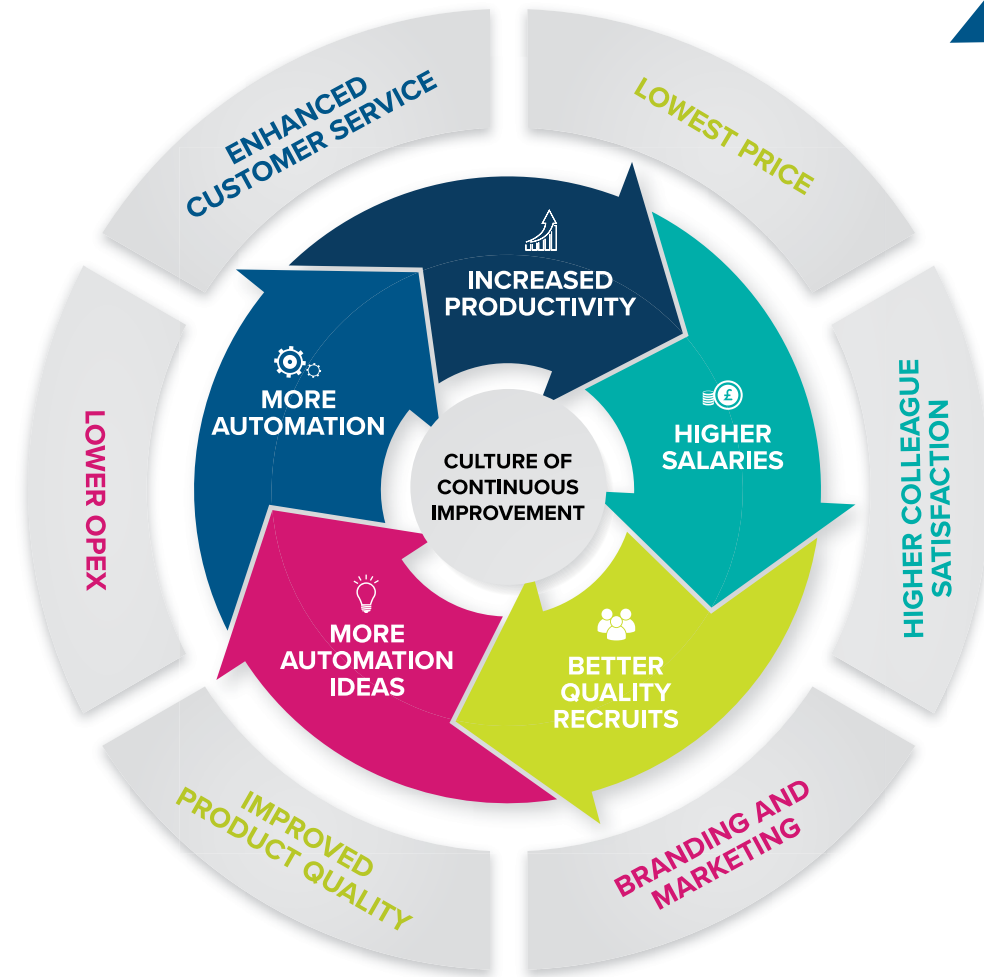 ENHANCED
CUSTOMER SERVICE
LOWEST PRICE
HIGHER COLLEAGUE
SATISFACTION
BRANDING AND
MARKETING
IMPROVED
PRODUCT QUALITY
LOWER OPEX
INCREASED
PRODUCTIVITY
£
HIGHER
SALARIES
BETTER
QUALITY
RECRUITS
MORE
AUTOMATION
IDEAS
MORE
AUTOMATION
CULTURE OF
CONTINUOUS
IMPROVEMENT